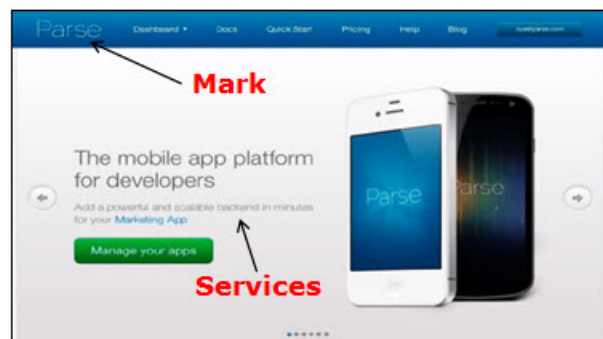 Parse Dashboard Docs Quick Start Pricing Help Blog
Mark
The mobile app platform
for developers
Add a powerful and scalable backend in minutes
for your Marketing App
Manage your apps
Services
Parse
Parse